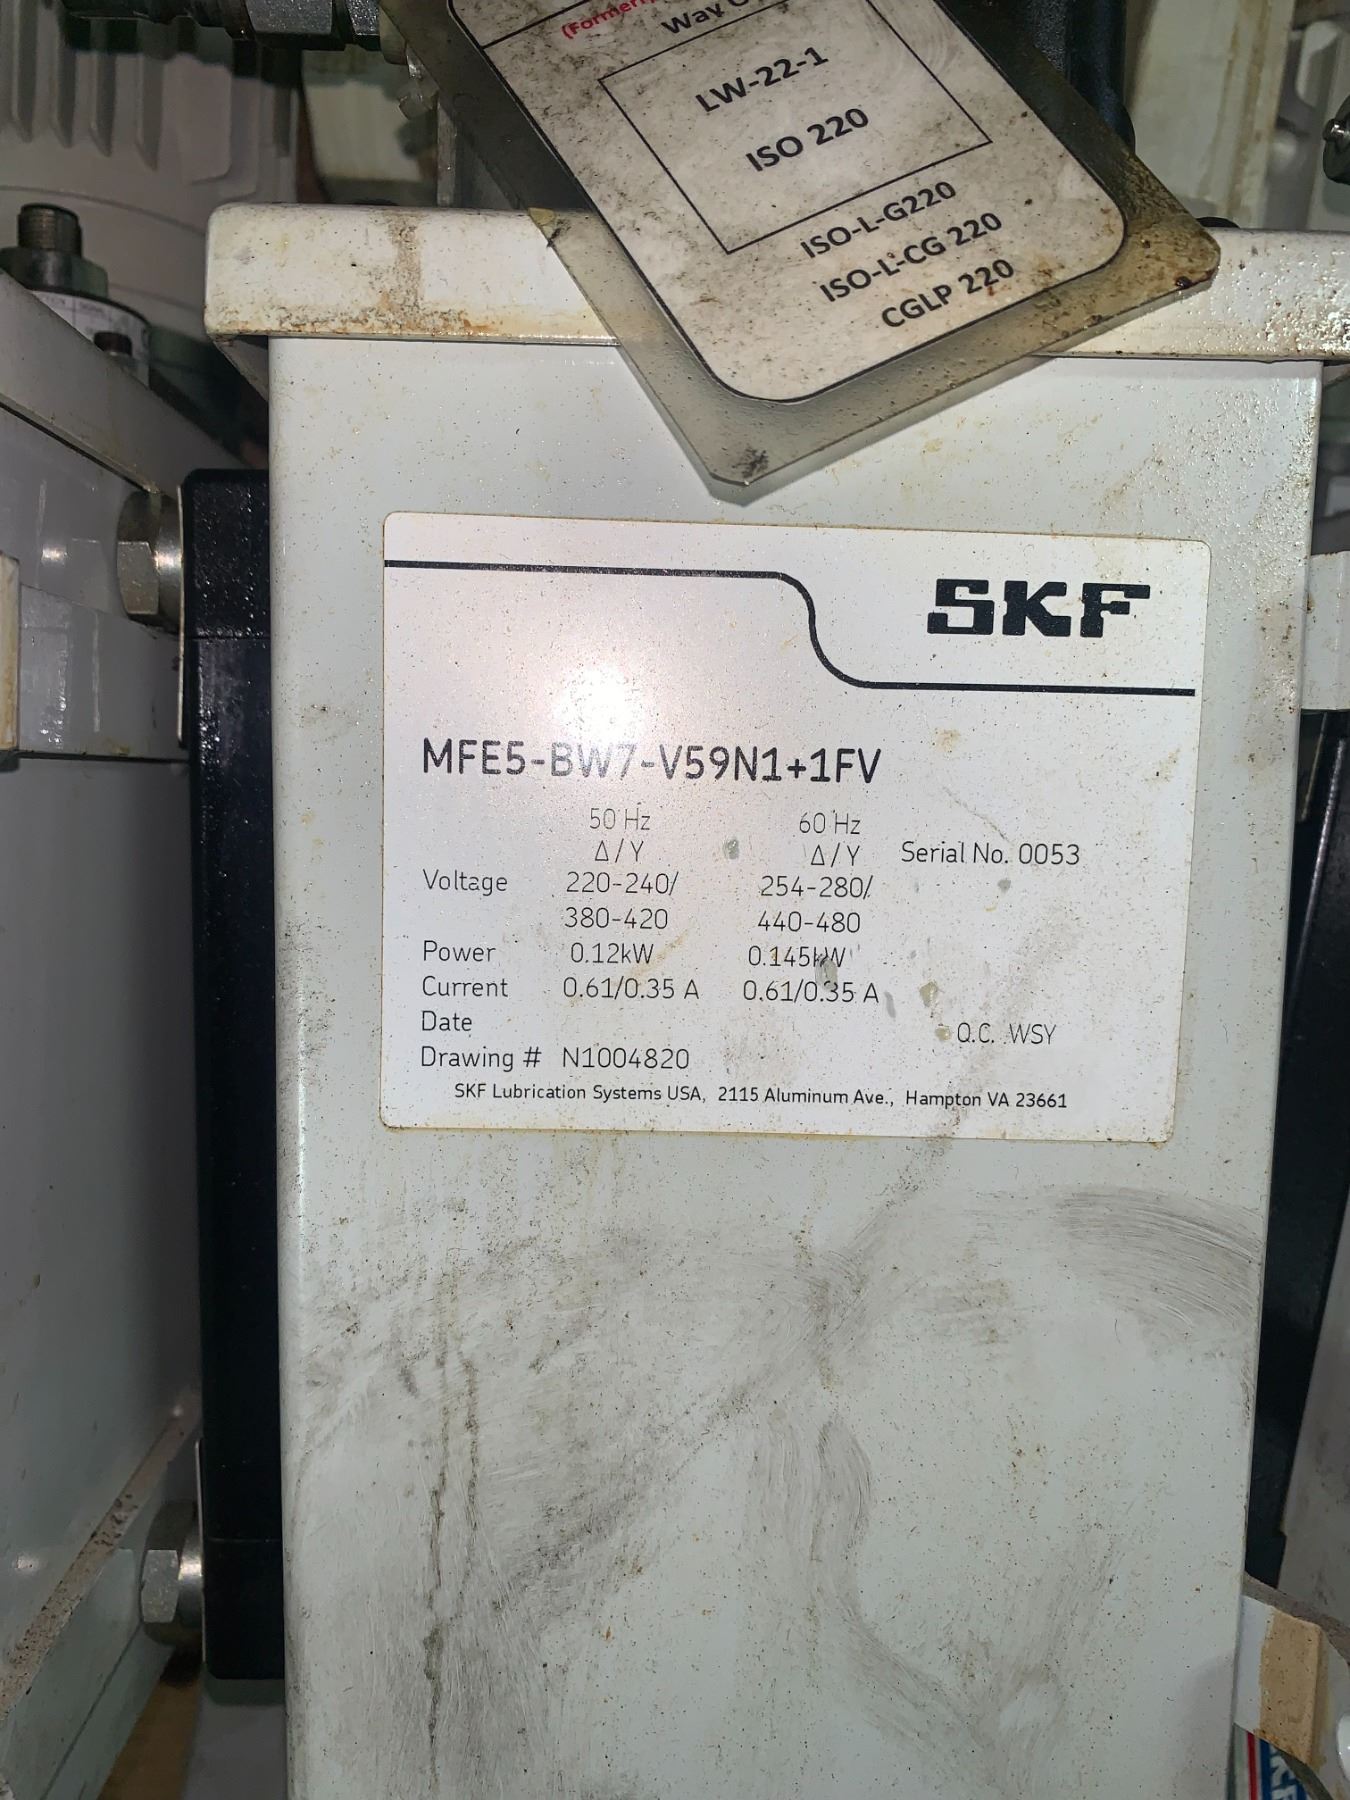 (Formerly
Way
LW-22-1
ISO 220
ISO-L-G220
ISO-L-CG 220
CGLP 220
SKF
MFE5-BW7-V59N1+1FV
50 Hz 60 Hz
Δ/Y Δ/Y Serial No. 0053
Voltage 220-240/ 254-280/
380-420 440-480
Power 0.12kW 0.145kW
Current 0.61/0.35 A 0.61/0.35 A
Date
Q.C. WSY
Drawing # N1004820
SKF Lubrication Systems USA, 2115 Aluminum Ave., Hampton VA 23661